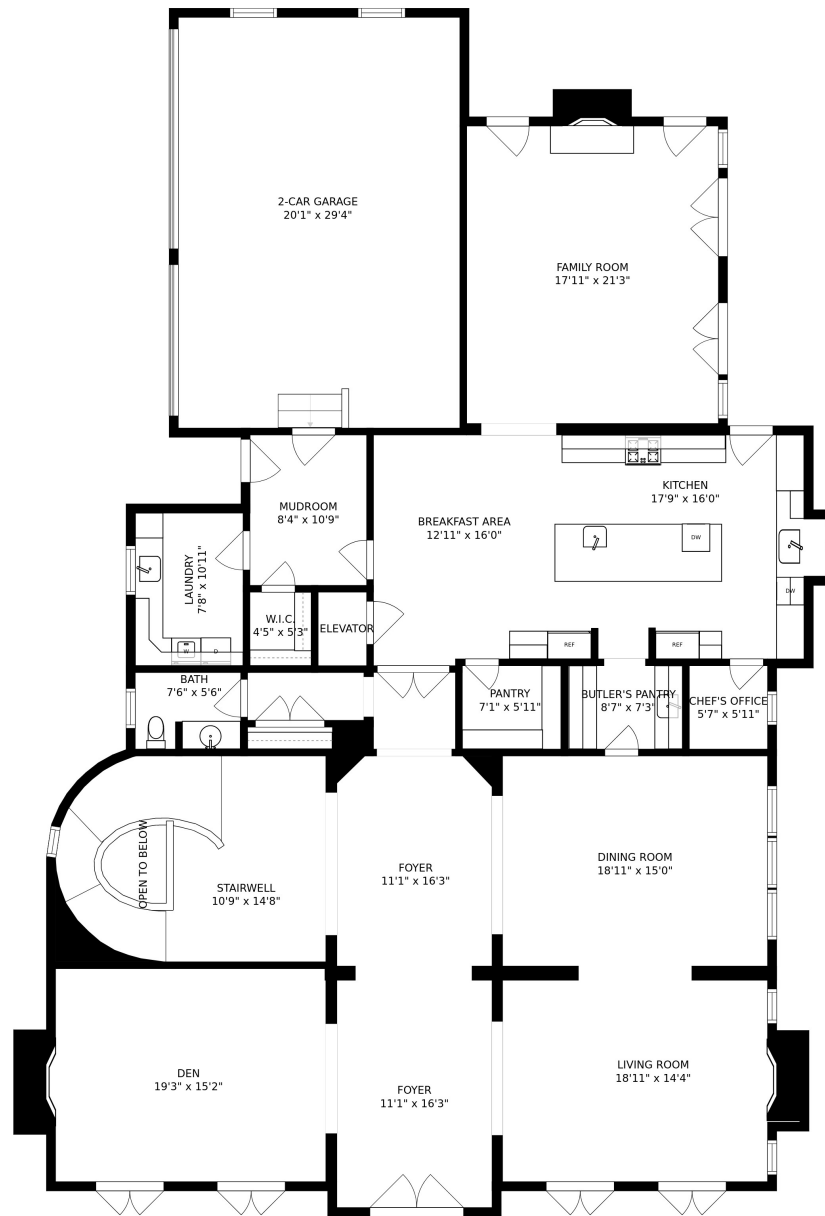 2-CAR GARAGE
20'1" x 29'4"
FAMILY ROOM
17'11" x 21'3"
KITCHEN
17'9" x 16'0"
MUDROOM
8'4" x 10'9"
BREAKFAST AREA
12'11" x 16'0"
DW
LAUNDRY
7'8" x 10'11"
DW
W.I.C.
4'5" x 5'3"
ELEVATOR
W
D
REF
REF
BATH
7'6" x 5'6"
PANTRY
7'1" x 5'11"
BUTLER'S PANTRY
8'7" x 7'3"
CHEF'S OFFICE
5'7" x 5'11"
OPEN TO BELOW
STAIRWELL
10'9" x 14'8"
FOYER
11'1" x 16'3"
DINING ROOM
18'11" x 15'0"
DEN
19'3" x 15'2"
FOYER
11'1" x 16'3"
LIVING ROOM
18'11" x 14'4"